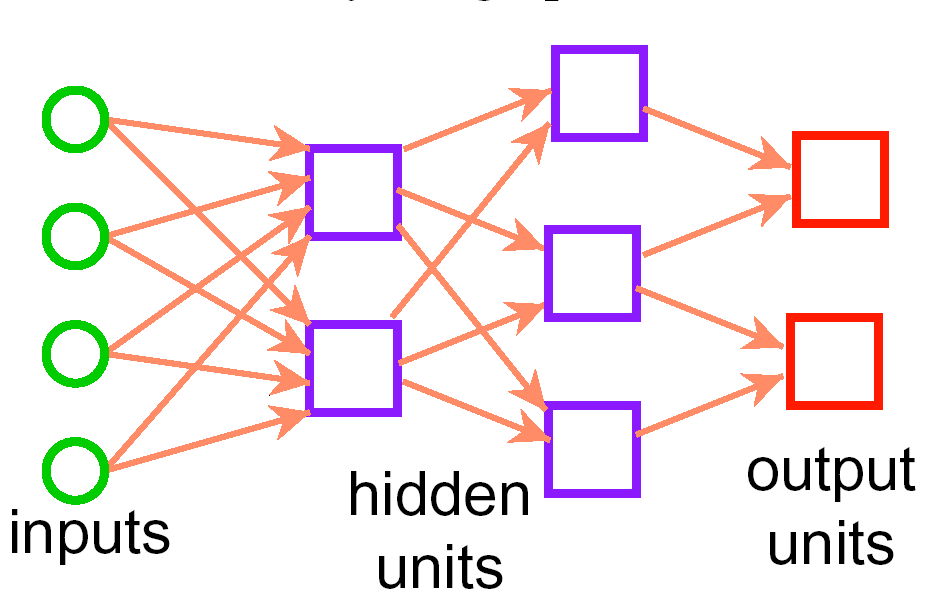 inputs
hidden
units
output
units